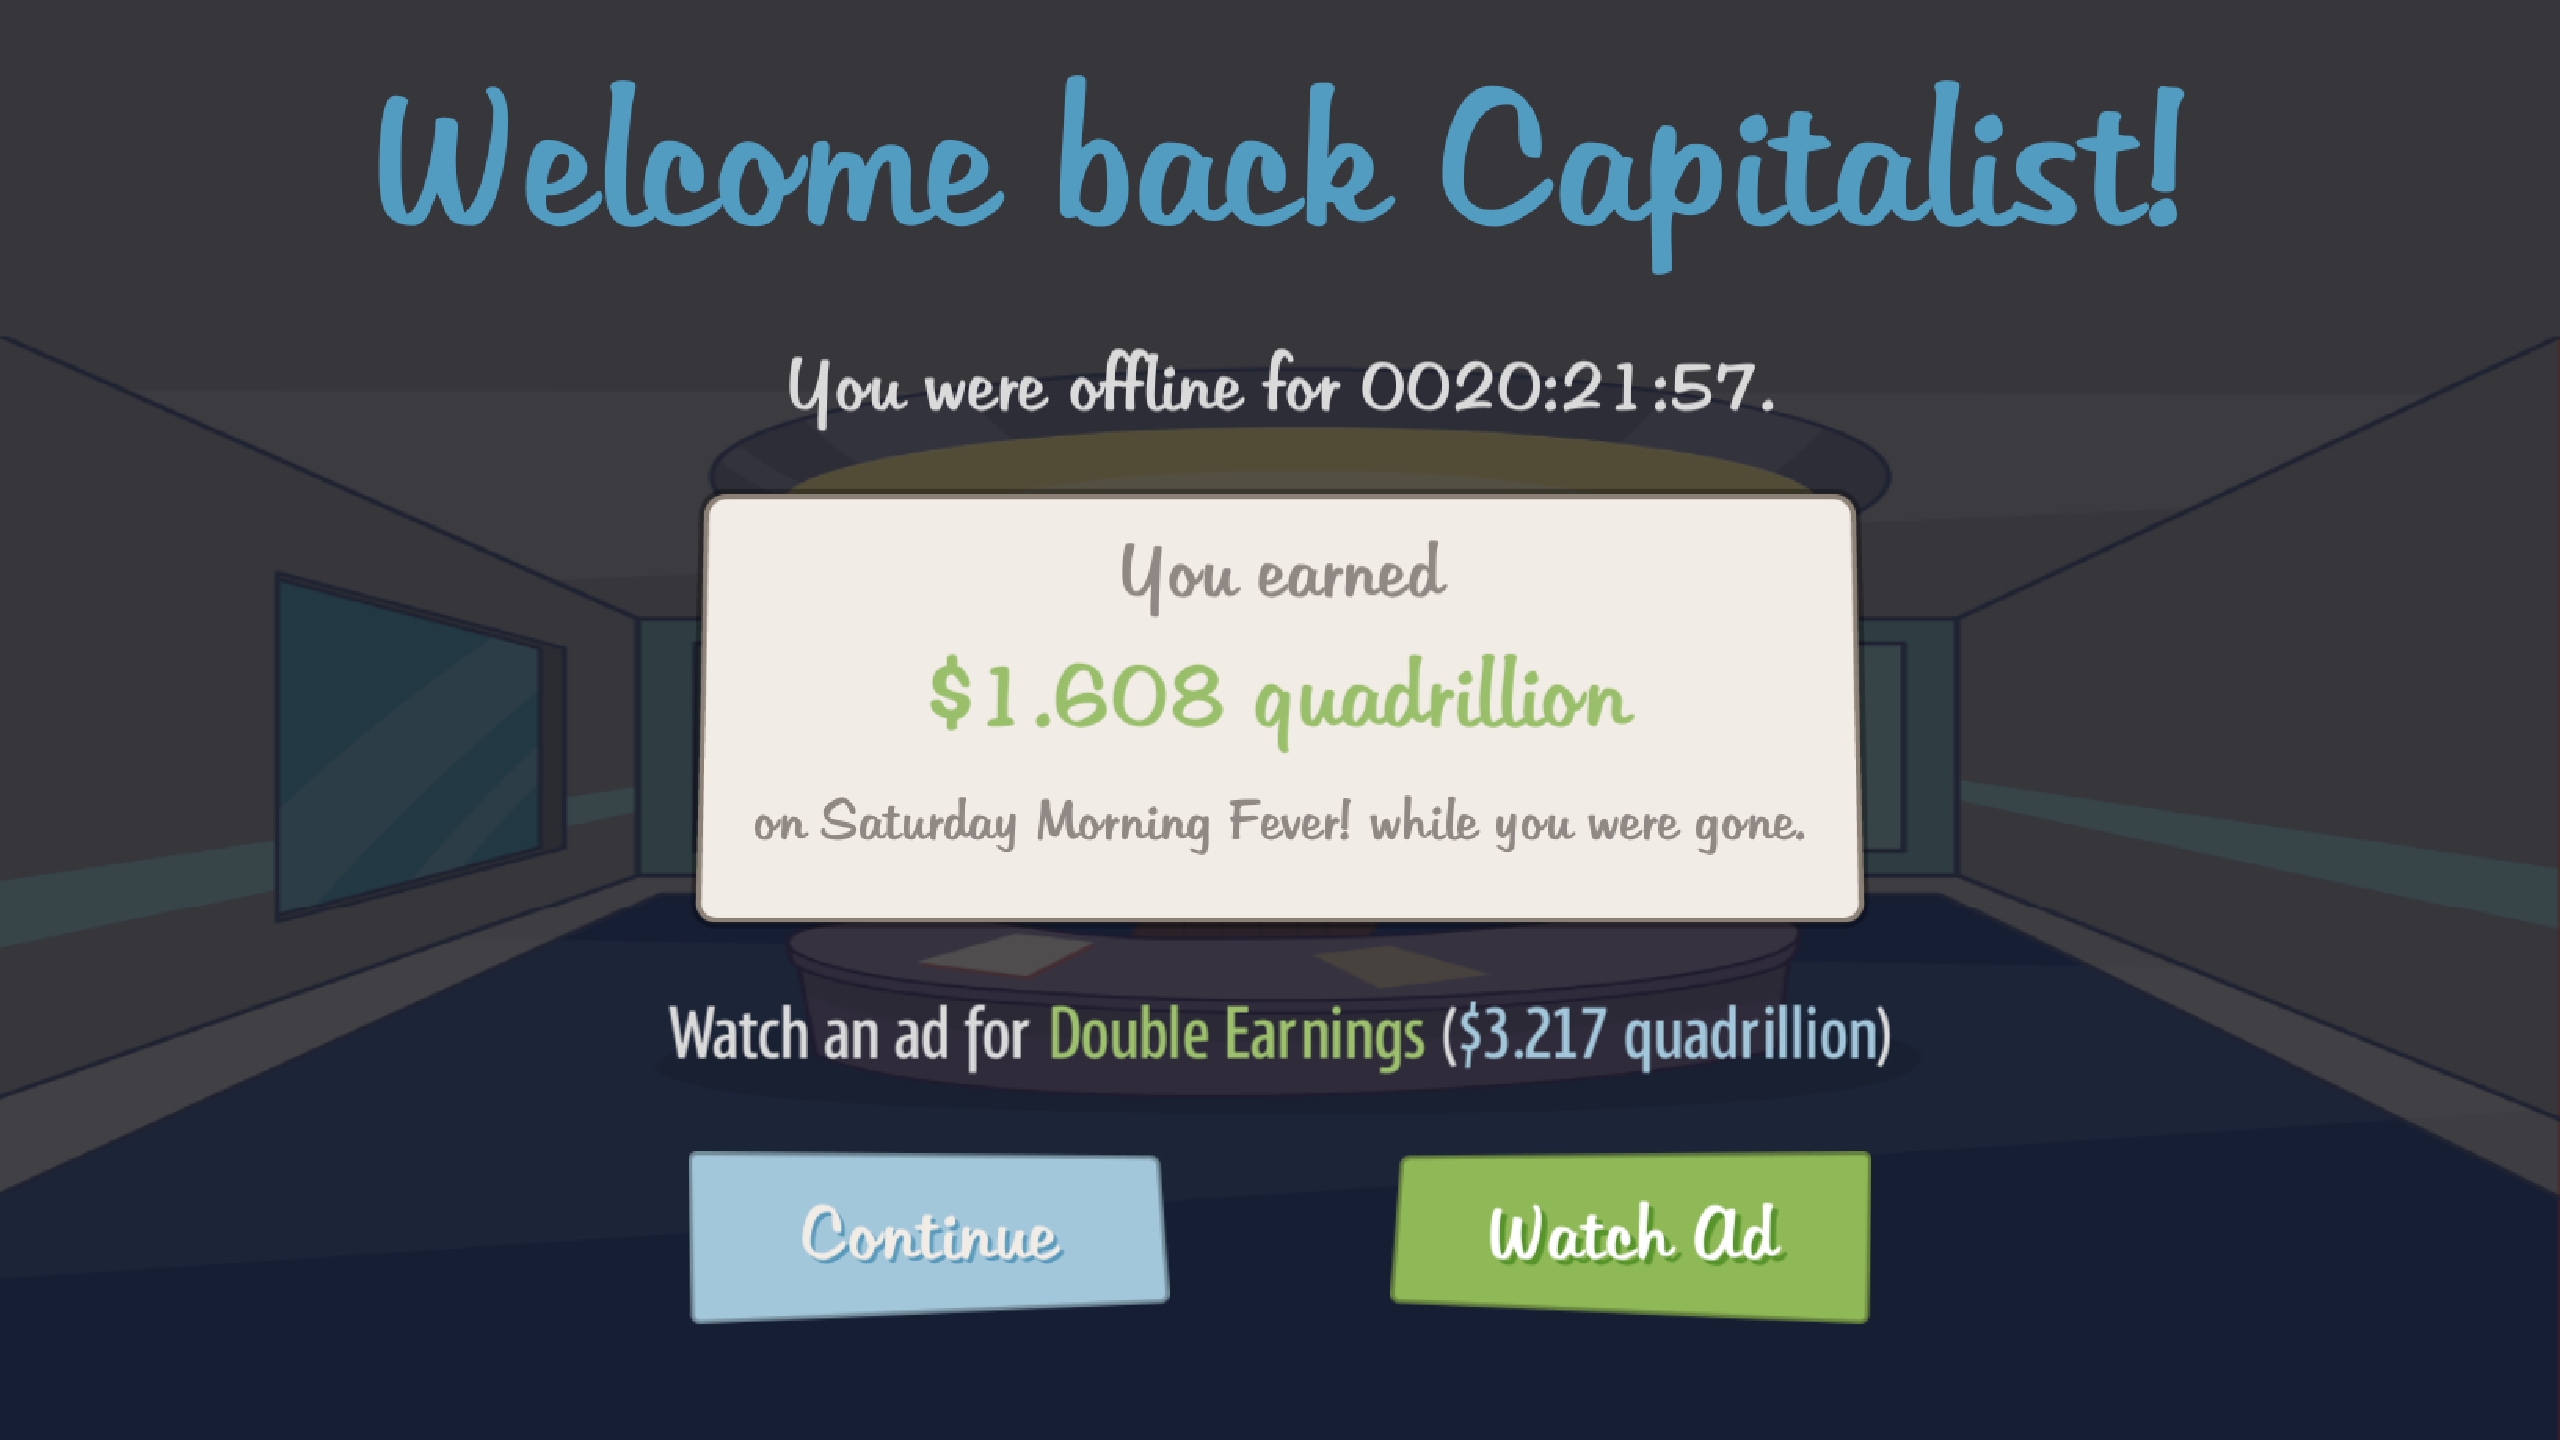 Welcome back Capitalist!
You were offline for 0020:21:57.
You earned
$1.608 quadrillion
on Saturday Morning Fever! while you were gone.
Watch an ad for Double Earnings ($3.217 quadrillion)
Continue
Watch Ad